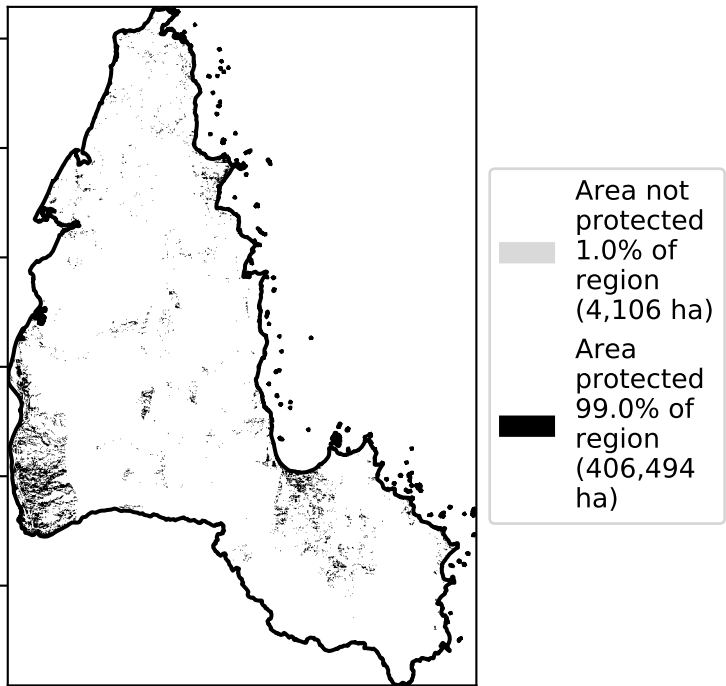 Area not
protected
1.0% of
region
(4,106 ha)
Area
protected
99.0% of
region
(406,494
ha)